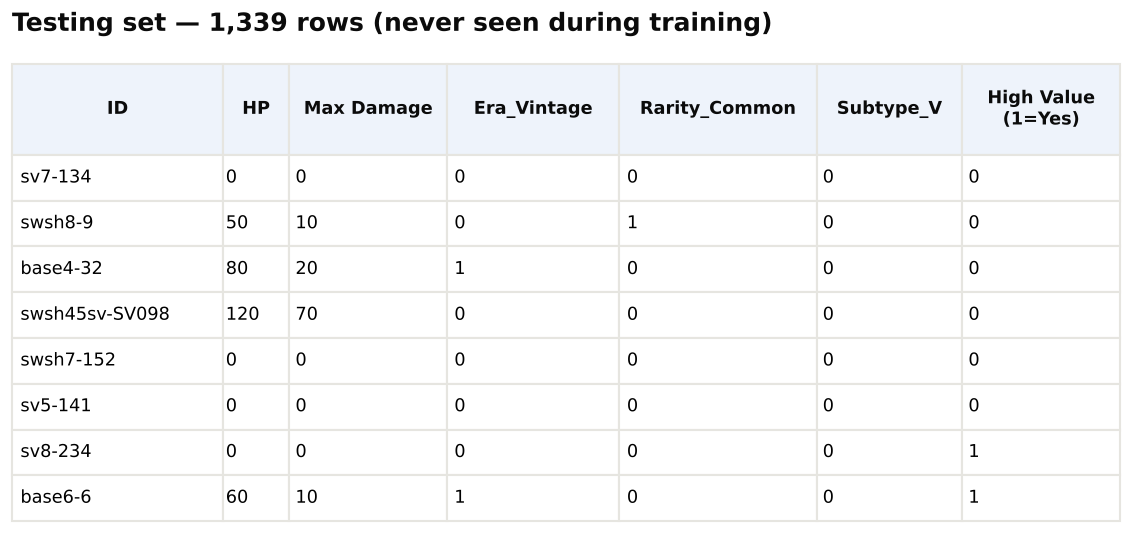 Testing set — 1,339 rows (never seen during training)
ID HP Max Damage Era_Vintage Rarity_Common Subtype_V High Value (1=Yes)
sv7-134 0 0 0 0 0 0
swsh8-9 50 10 0 1 0 0
base4-32 80 20 1 0 0 0
swsh45sv-SV098 120 70 0 0 0 0
swsh7-152 0 0 0 0 0 0
sv5-141 0 0 0 0 0 0
sv8-234 0 0 0 0 0 1
base6-6 60 10 1 0 0 1